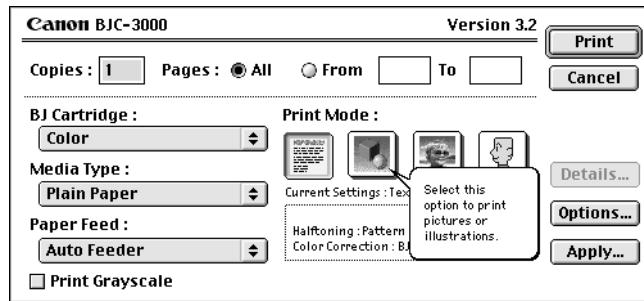 Canon BJC-3000 Version 3.2
Print
Copies : 1 Pages : All From To
Cancel
BJ Cartridge :
Color
Print Mode :
Media Type :
Plain Paper
Current Settings : Tex
Select this
option to print
pictures or
illustrations.
Details...
Paper Feed :
Auto Feeder
Halftoning : Pattern
Color Correction : BJ
Options...
Apply...
Print Grayscale